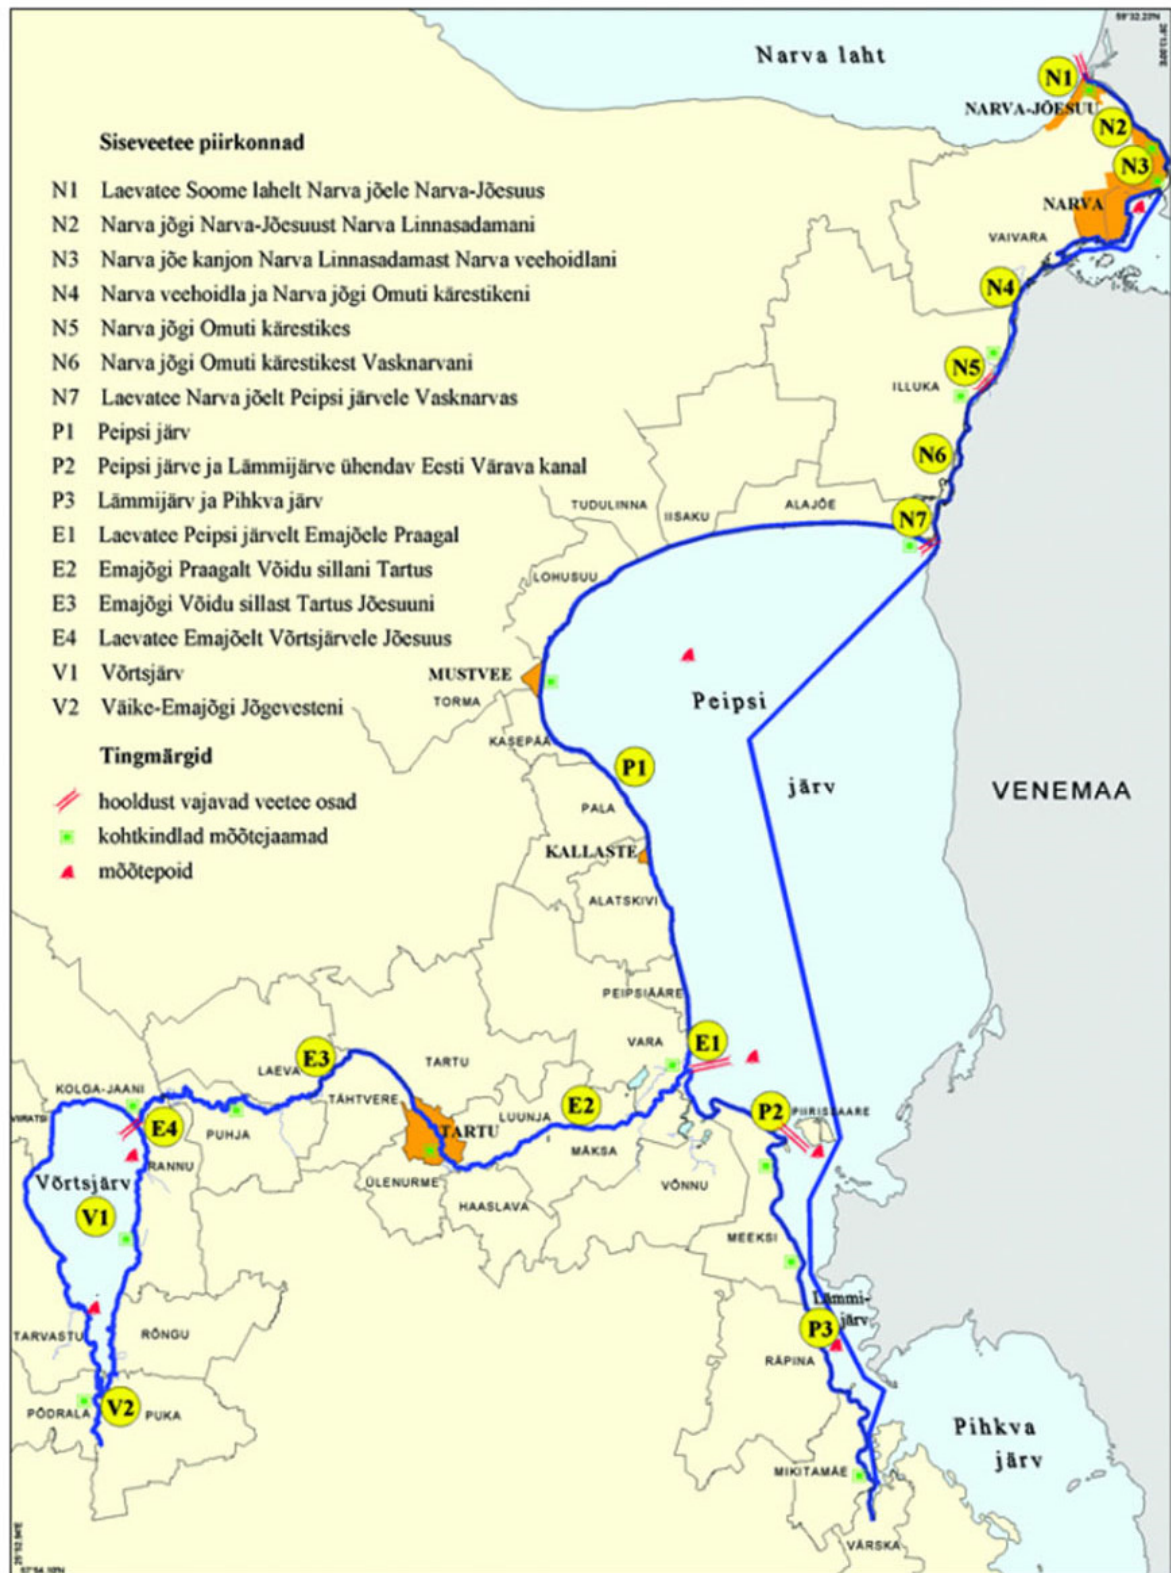 59°32.23'N
Narva laht
N1
NARVA-JÕESUU
N2
N3
NARVA
VAIVARA
N4
N5
ILLUKA
N6
N7
Siseveetee piirkonnad
N1 Laevatee Soome lahelt Narva jõele Narva-Jõesuus
N2 Narva jõgi Narva-Jõesuust Narva Linnasadamani
N3 Narva jõe kanjon Narva Linnasadamast Narva veehoidlani
N4 Narva veehoidla ja Narva jõgi Omuti kärestikeni
N5 Narva jõgi Omuti kärestikes
N6 Narva jõgi Omuti kärestikest Vasknarvani
N7 Laevatee Narva jõelt Peipsi järvele Vasknarvas
P1 Peipsi järv
P2 Peipsi järve ja Lämmijärve ühendav Eesti Värava kanal
P3 Lämmijärv ja Pihkva järv
E1 Laevatee Peipsi järvelt Emajõele Praagal
E2 Emajõgi Praagalt Võidu sillani Tartus
E3 Emajõgi Võidu sillast Tartus Jõesuuni
E4 Laevatee Emajõelt Võrtsjärvele Jõesuus
V1 Võrtsjärv
V2 Väike-Emajõgi Jõgevesteni
Tingmärgid
hooldust vajavad veetee osad
kohtkindlad mõõtejaamad
mõõtepoid
TUDULINNA
IISAKU
ALAJÕE
LOHUSUU
MUSTVEE
TORMA
KASEPÄÄ
Peipsi
järv
P1
VENEMAA
PALA
KALLASTE
ALATSKIVI
PEIPSIÄÄRE
VARA
E1
E3
LAEVA
TARTU
TÄHTVERE
KOLGA-JAANI
VIIRATSI
E4
PUHJA
RANNU
TARTU
LUUNJA
E2
MÄKSA
P2
PIIRISSAARE
ÜLENURME
HAASLAVA
VÕNNU
Võrtsjärv
V1
MEEKSI
Lämmi-
järv
P3
RÄPINA
TARVASTU
RÕNGU
PÕDRALA
V2
PUKA
Pihkva
järv
MIKITAMÄE
VÄRSKA